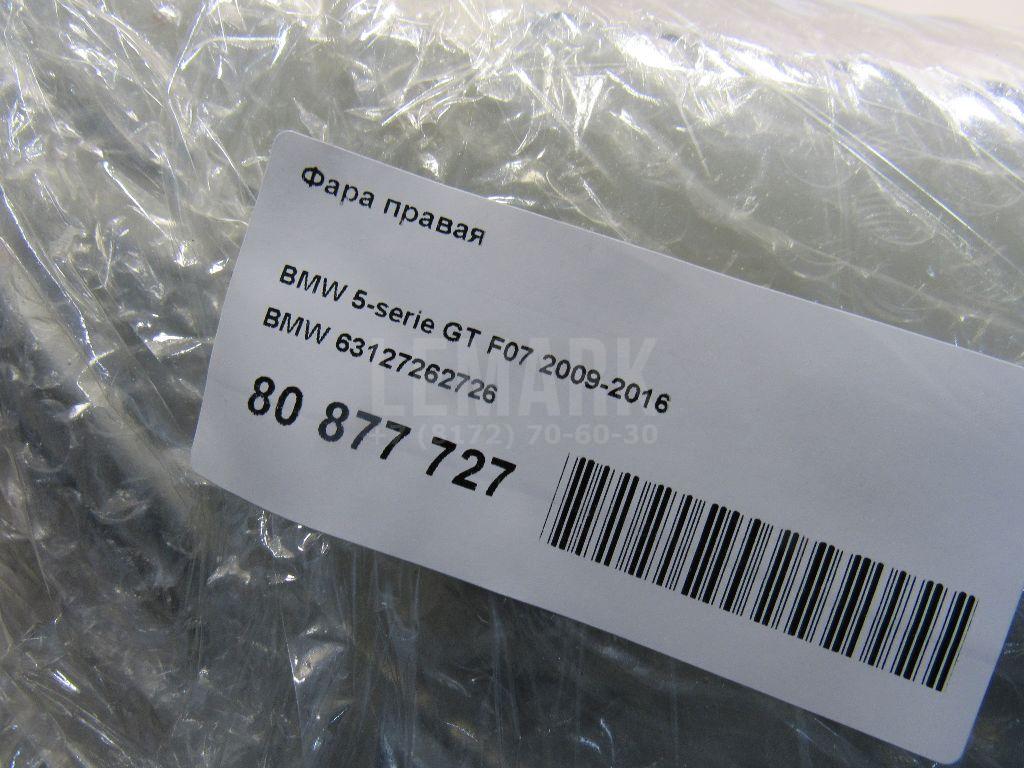 Фара правая
BMW 5-serie GT F07 2009-2016
BMW 63127262726
80 877 727
LEMARK
(8172) 70-60-30